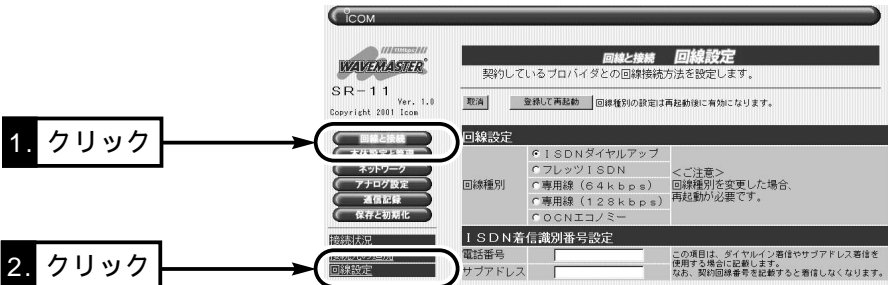 ICOM
WAVEMASTER
SR-11
Ver. 1.0
Copyright 2001 Icom
回線と接続 回線設定
契約しているプロバイダとの回線接続方法を設定します。
取消 登録して再起動 回線種別の設定は再起動後に有効になります。
1. クリック
回線と接続
ネットワーク
アナログ設定
通信記録
保存と初期化
接続状況
2. クリック
回線設定
回線設定
回線種別
ISDNダイヤルアップ
フレッツISDN
専用線（64kbps）
専用線（128kbps）
OCNエコノミー
<ご注意>
回線種別を変更した場合、
再起動が必要です。
ISDN着信識別番号設定
電話番号
サブアドレス
この項目は、ダイヤルイン着信やサブアドレス着信を
使用する場合に記載します。
なお、契約回線番号を記載すると着信しなくなります。